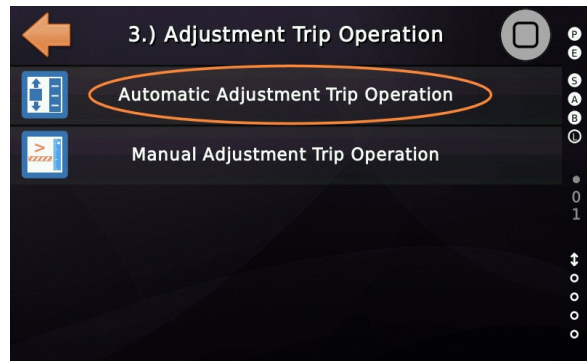 3.) Adjustment Trip Operation
Automatic Adjustment Trip Operation
Manual Adjustment Trip Operation
P
E
S
A
B
L
0
1